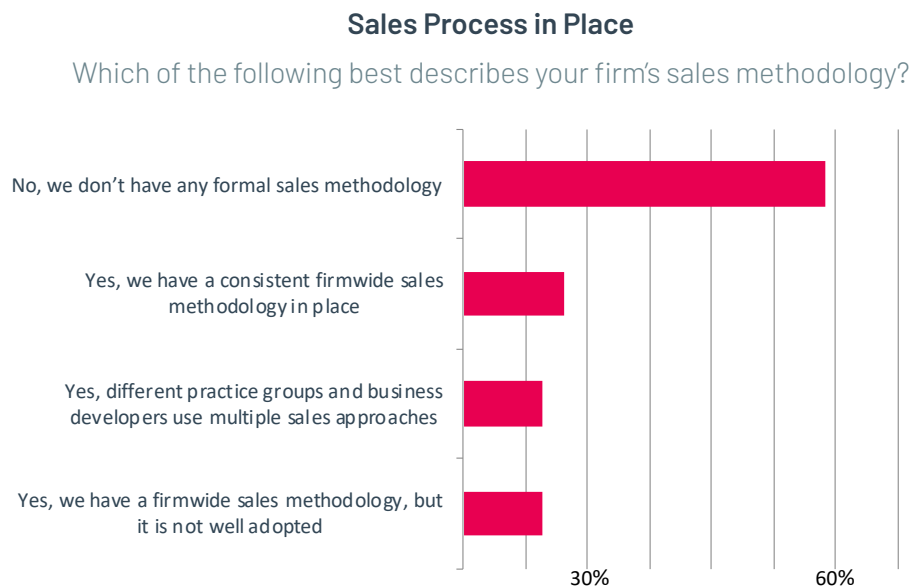 Sales Process in Place
Which of the following best describes your firm's sales methodology?
No, we don't have any formal sales methodology
Yes, we have a consistent firmwide sales
methodology in place
Yes, different practice groups and business
developers use multiple sales approaches
Yes, we have a firmwide sales methodology, but
it is not well adopted
30%
60%